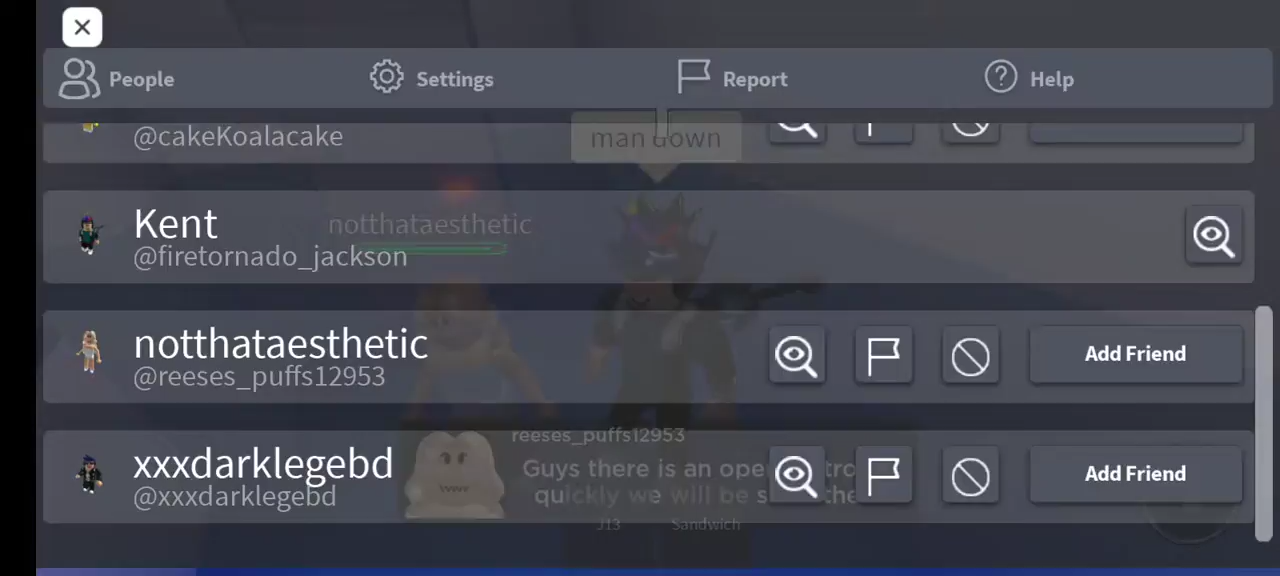 People
Settings
Report
Help
@cakeKoalacake
man down
Kent
@firetornado_jackson
notthataesthetic
notthataesthetic
@reeses_puffs12953
Add Friend
reeses_puffs12953
xxxdarklegebd
@xxxdarklegebd
Guys there is an
quickly we will be
Add Friend
J13
Sandwich